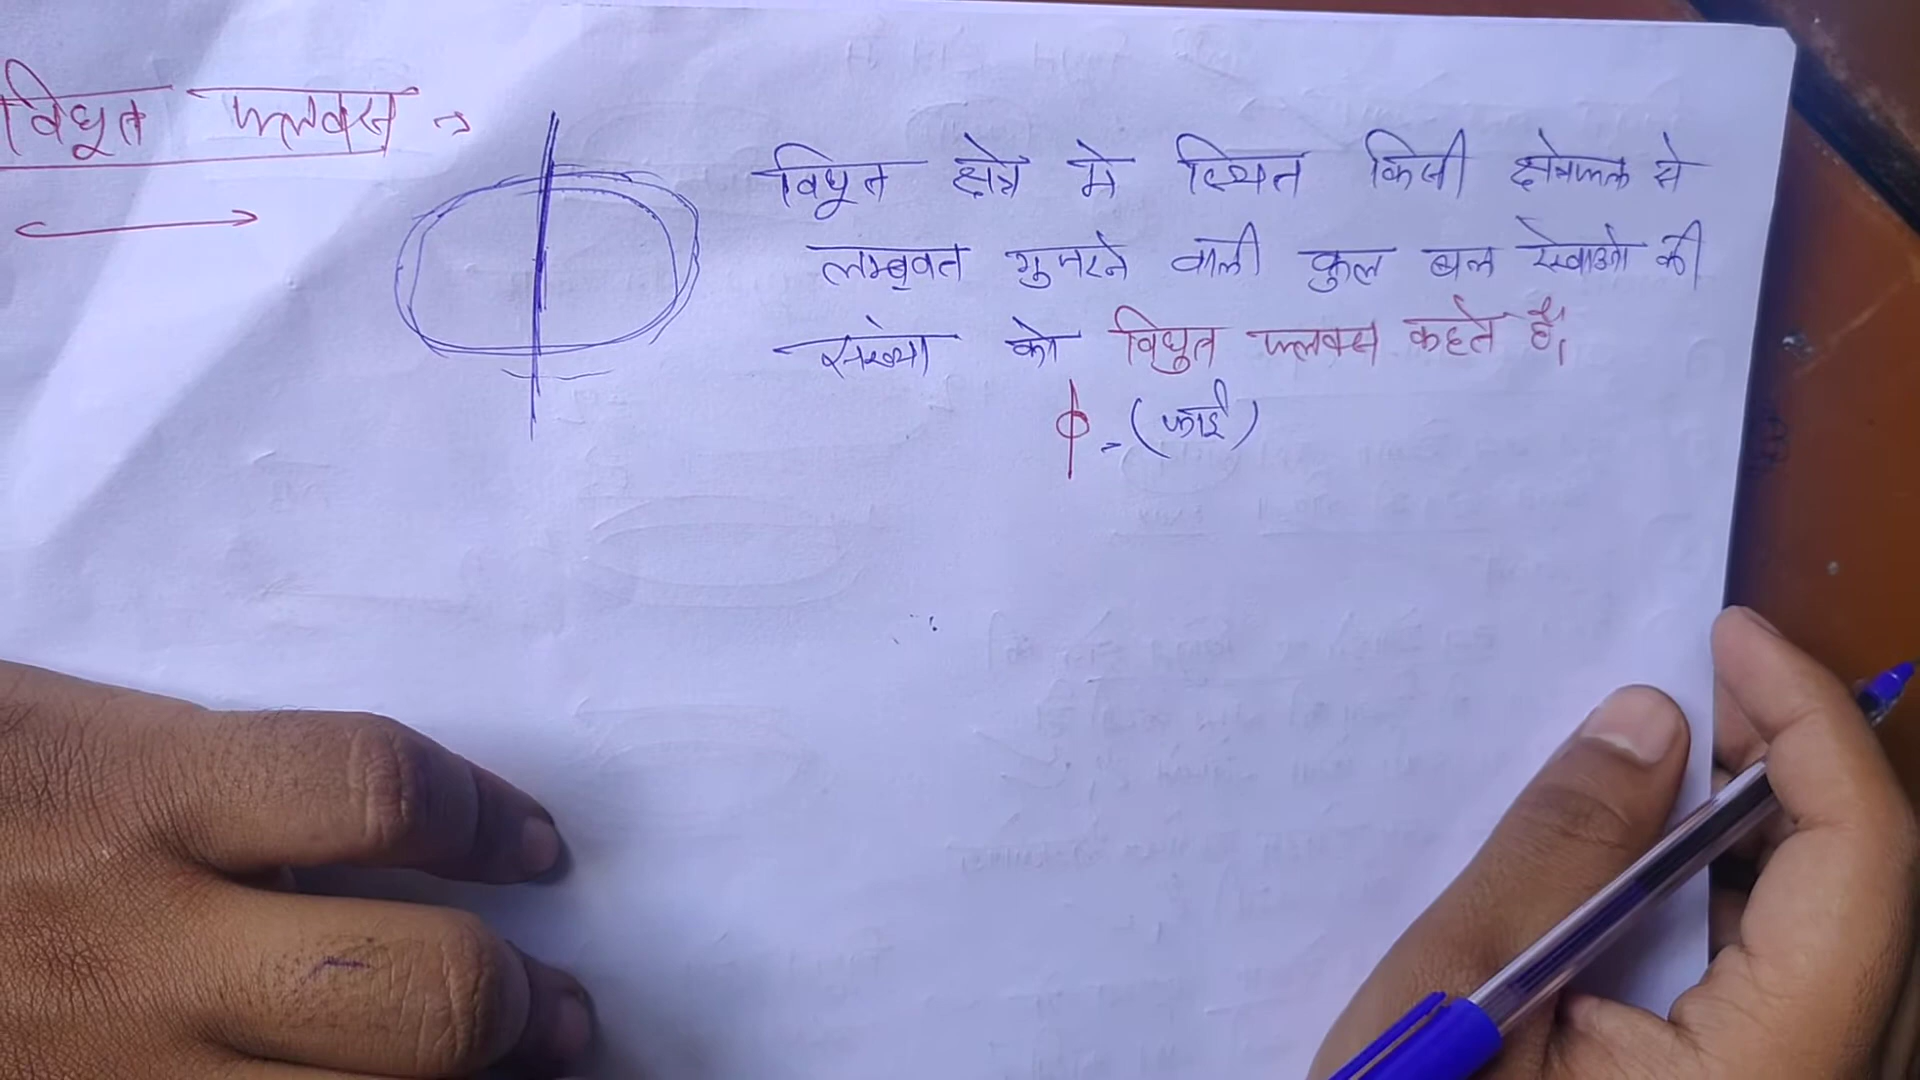 विधुत फ्लक्स →
विधुत क्षेत्र मे स्थित किसी क्षेत्रफल से
लम्बवत गुजरने वाली कुल बल रेखाओ की
संख्या को विधुत फ्लक्स कहते है।
ϕ = (फाई)